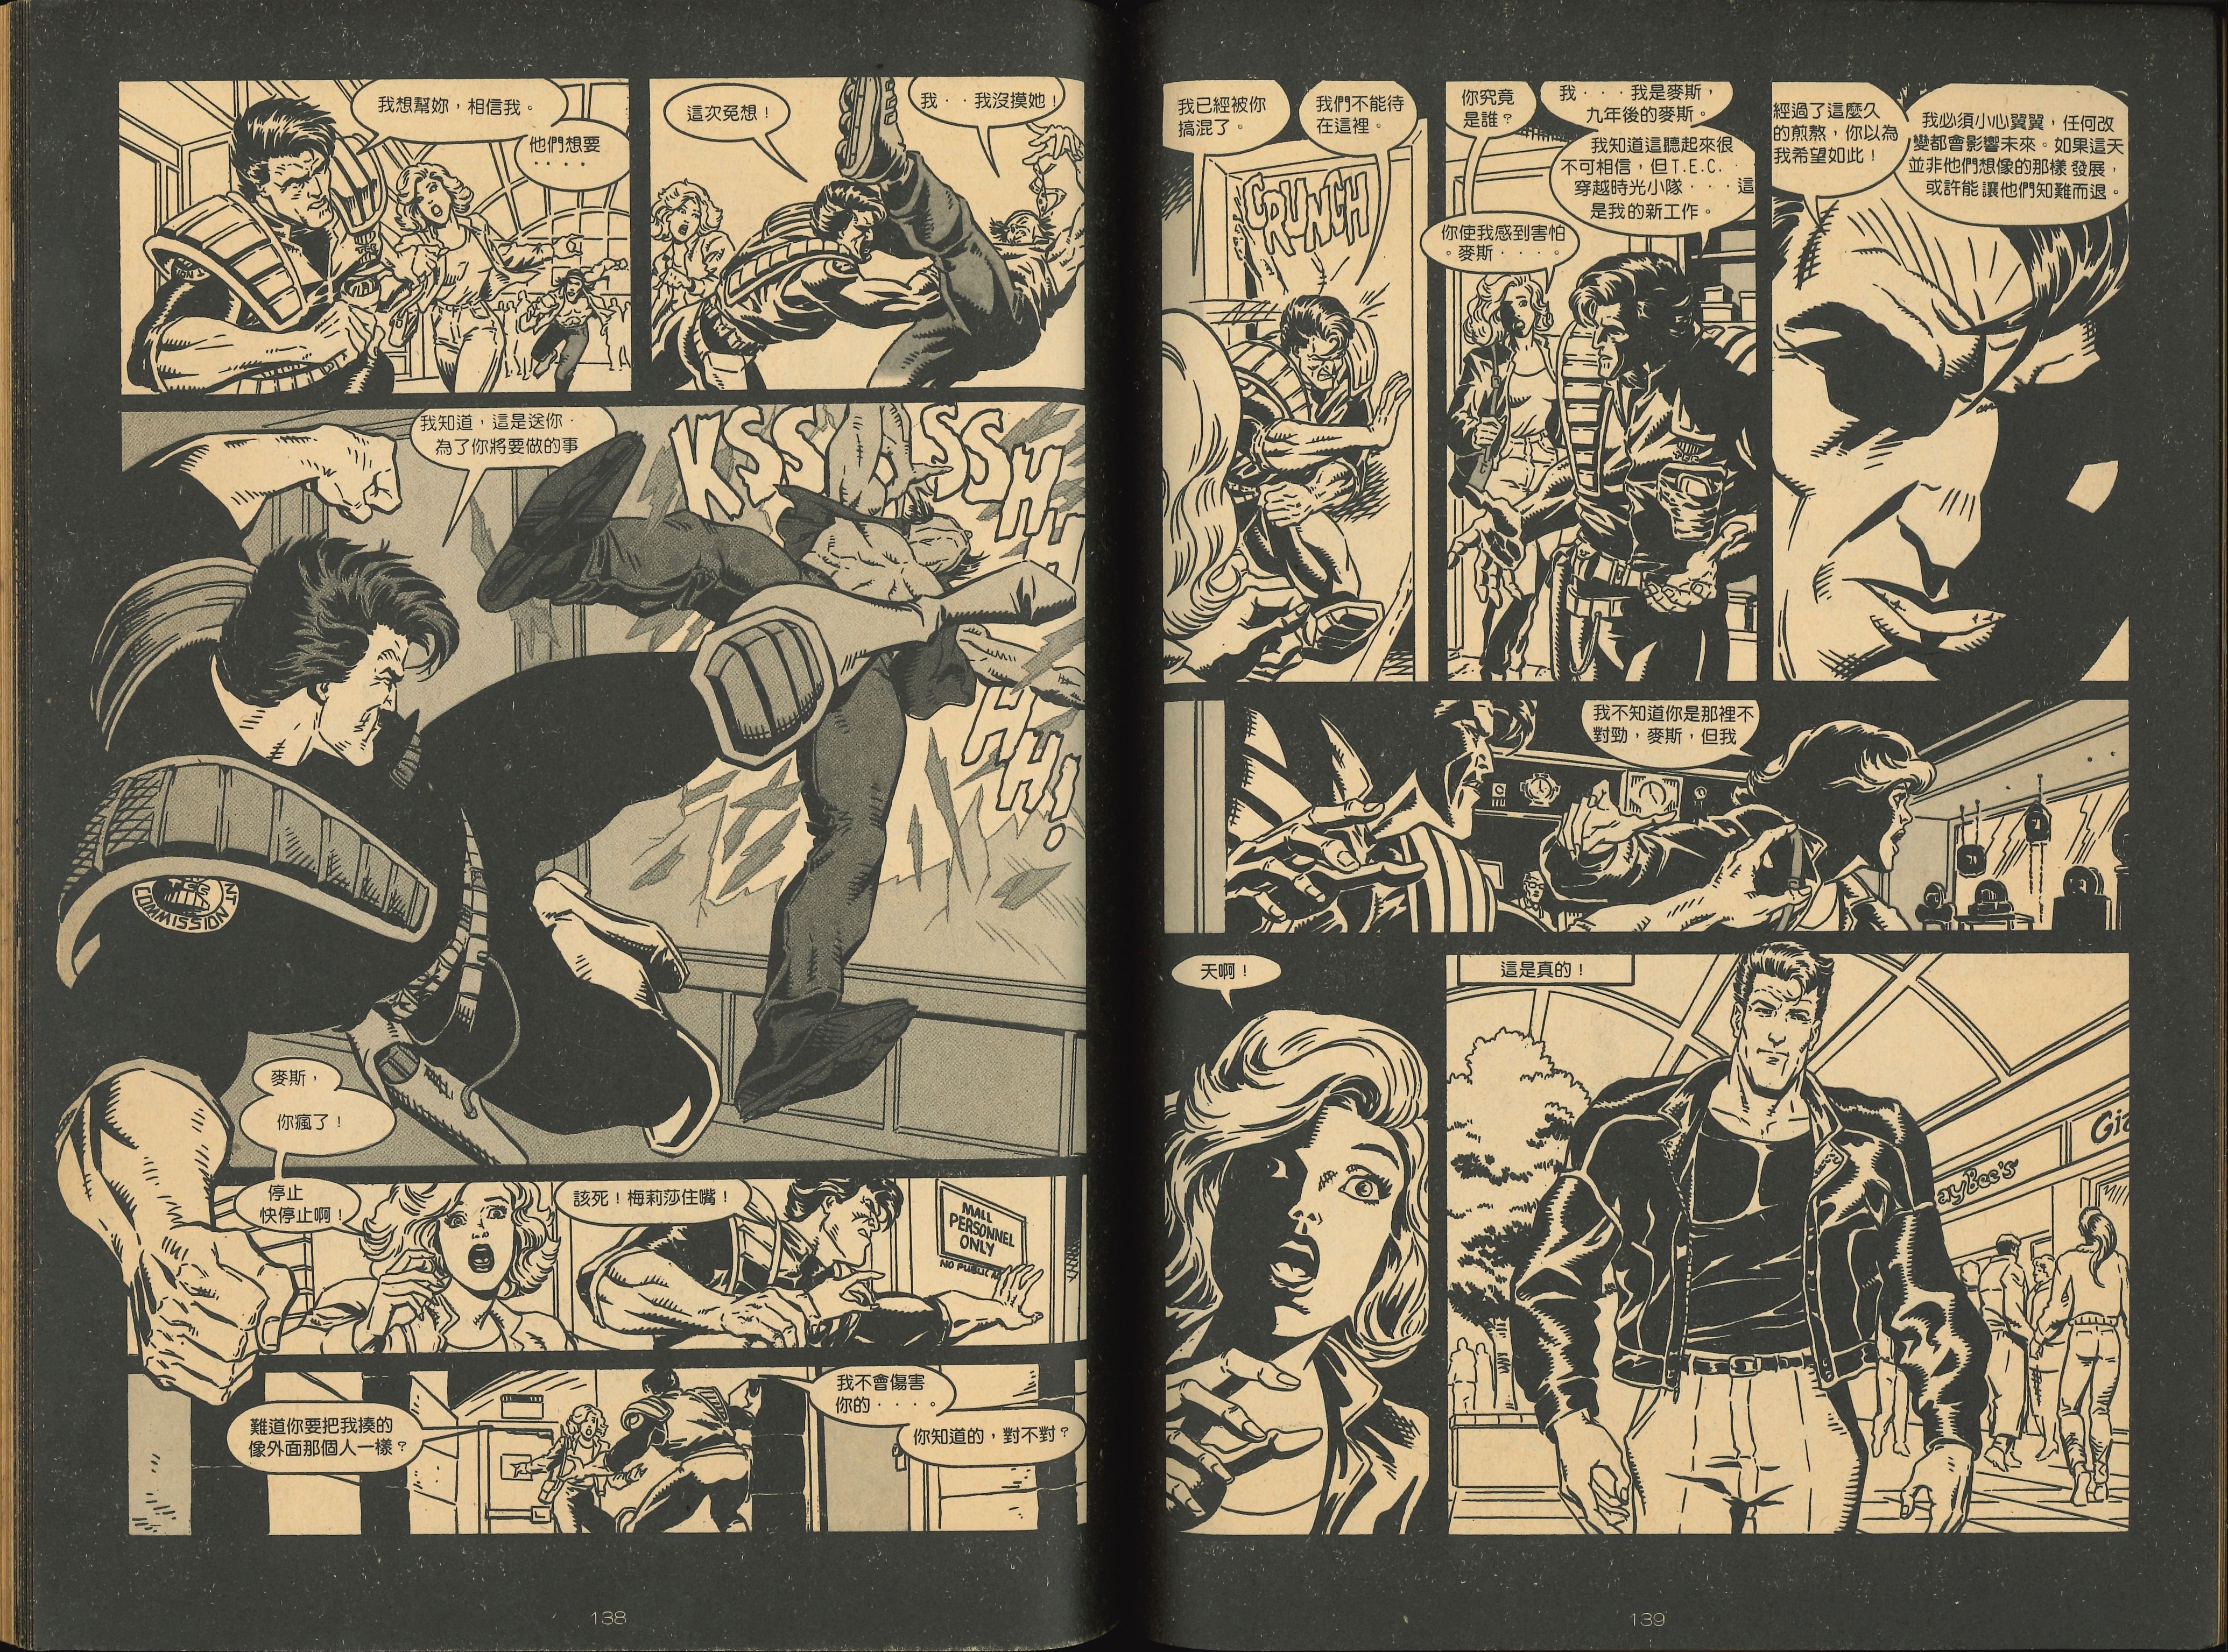 我想幫妳，相信我。
他們想要
‧‧‧‧
這次免想！
我‧‧我沒摸她！
我知道，這是送你‧
為了你將要做的事
KSSSSSHHHH!
COMMISSION
麥斯，
你瘋了！
停止
快停止啊！
該死！梅莉莎住嘴！
MALL
PERSONNEL
ONLY
NO PUBLIC
難道你要把我揍的
像外面那個人一樣？
我不會傷害
你的‧‧‧‧。
你知道的，對不對？
138
我已經被你
搞混了。
我們不能待
在這裡。
CRUNCH
你究竟
是誰？
我‧‧‧我是麥斯，
九年後的麥斯。
我知道這聽起來很
不可相信，但T.E.C.‧‧
穿越時光小隊‧‧‧這
是我的新工作。
你使我感到害怕
。麥斯‧‧‧‧。
經過了這麼久
的煎熬，你以為
我希望如此！
我必須小心翼翼，任何改
變都會影響未來。如果這天
並非他們想像的那樣發展，
或許能讓他們知難而退。
我不知道你是那裡不
對勁，麥斯，但我
天啊！
這是真的！
ayBee's
Gia
139